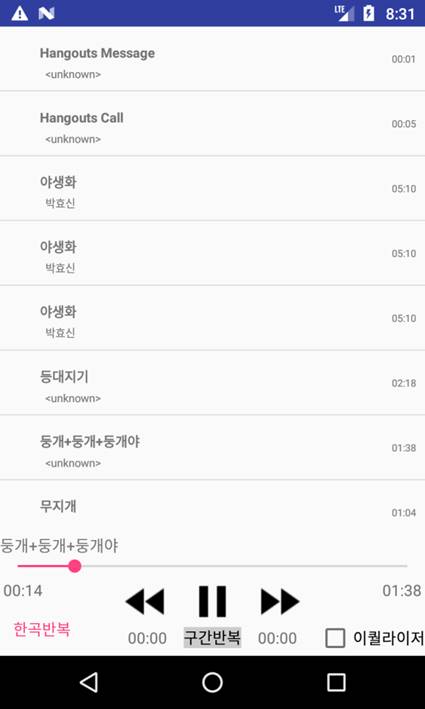 LTE 8:31
Hangouts Message
<unknown>
00:01
Hangouts Call
<unknown>
00:05
야생화
박효신
05:10
야생화
박효신
05:10
야생화
박효신
05:10
등대지기
<unknown>
02:18
둥개+둥개+둥개야
<unknown>
01:38
무지개
01:04
둥개+둥개+둥개야
00:14 01:38
한곡반복
00:00 구간반복 00:00
이퀄라이저